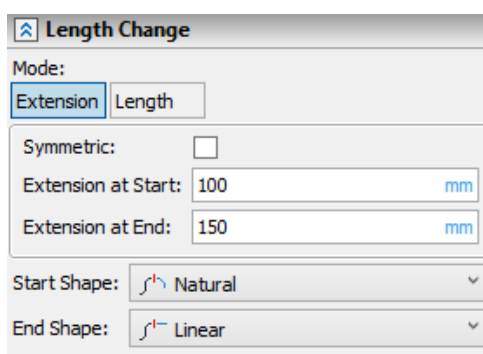 Length Change
Mode:
Extension Length
Symmetric:
Extension at Start: 100 mm
Extension at End: 150 mm
Start Shape: Natural
End Shape: Linear